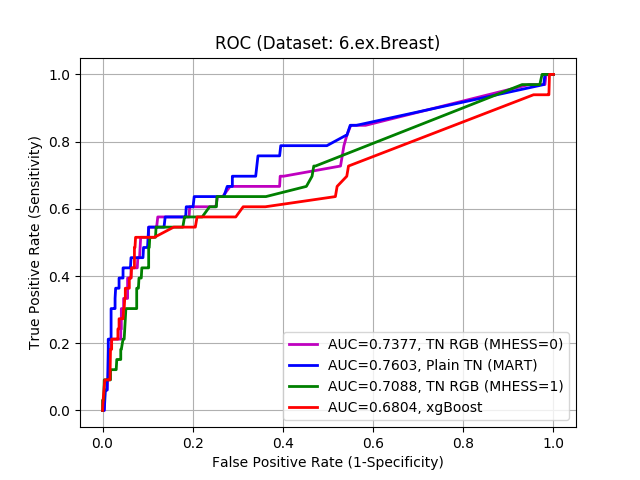 ROC (Dataset: 6.ex.Breast)
True Positive Rate (Sensitivity)
1.0
0.8
0.6
0.4
0.2
0.0
AUC=0.7377, TN RGB (MHESS=0)
AUC=0.7603, Plain TN (MART)
AUC=0.7088, TN RGB (MHESS=1)
AUC=0.6804, xgBoost
0.0 0.2 0.4 0.6 0.8 1.0
False Positive Rate (1-Specificity)